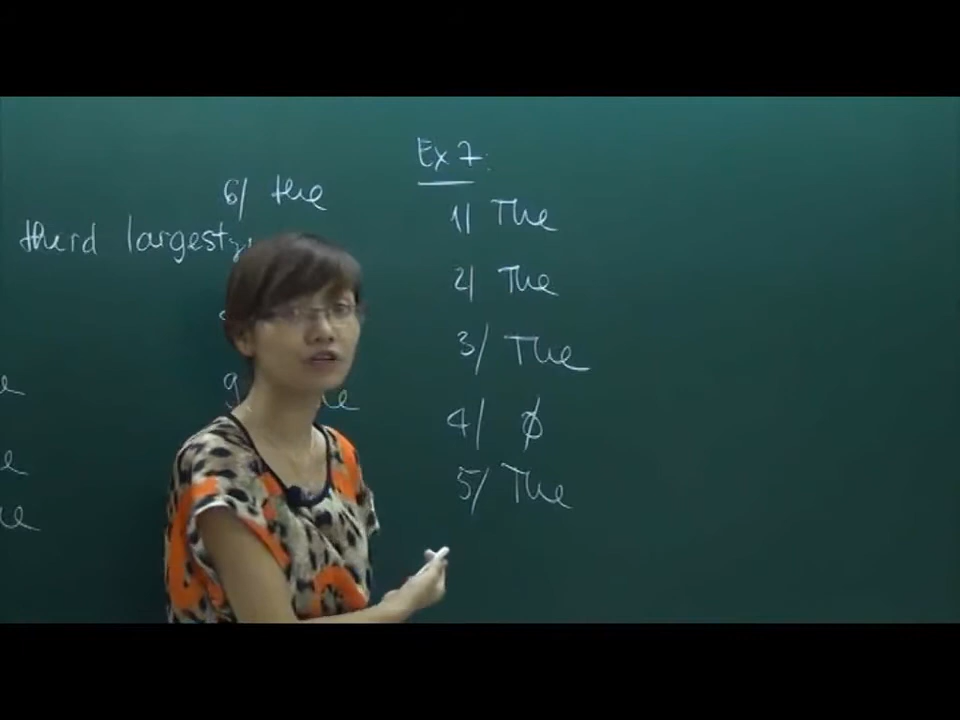 6/ the
third largest
Ex 7:
1/ The
2/ The
3/ The
4/ ∅
5/ The